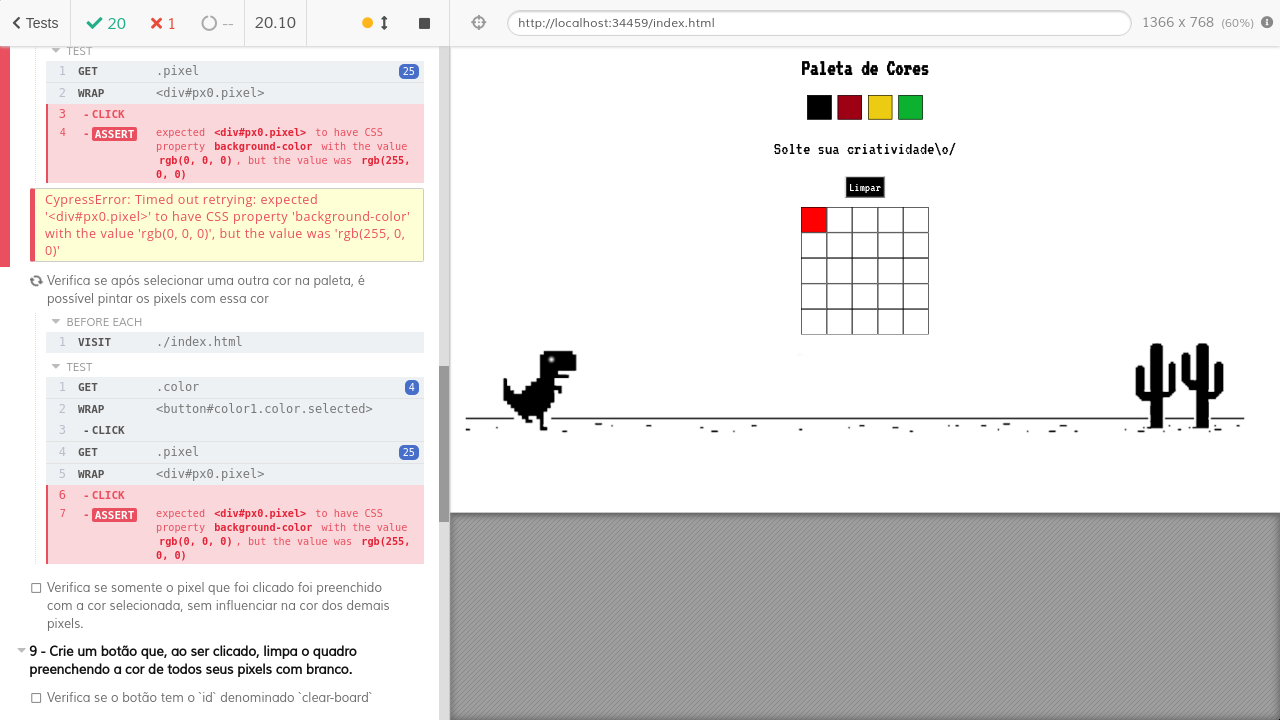 Tests
20
1
--
20.10
http://localhost:34459/index.html
1366 x 768 (60%)
TEST
1 GET .pixel 25
2 WRAP <div#px0.pixel>
3 - CLICK
4 - ASSERT expected <div#px0.pixel> to have CSS
property background-color with the value
rgb(0, 0, 0), but the value was rgb(255,
0, 0)
CypressError: Timed out retrying: expected
'<div#px0.pixel>' to have CSS property 'background-color'
with the value 'rgb(0, 0, 0)', but the value was 'rgb(255, 0,
0)'
Verifica se após selecionar uma outra cor na paleta, é
possível pintar os pixels com essa cor
BEFORE EACH
1 VISIT ./index.html
TEST
1 GET .color 4
2 WRAP <button#color1.color.selected>
3 - CLICK
4 GET .pixel 25
5 WRAP <div#px0.pixel>
6 - CLICK
7 - ASSERT expected <div#px0.pixel> to have CSS
property background-color with the value
rgb(0, 0, 0), but the value was rgb(255,
0, 0)
Verifica se somente o pixel que foi clicado foi preenchido
com a cor selecionada, sem influenciar na cor dos demais
pixels.
9 - Crie um botão que, ao ser clicado, limpa o quadro
preenchendo a cor de todos seus pixels com branco.
Verifica se o botão tem o `id` denominado `clear-board`
Paleta de Cores
Solte sua criatividade\o/
Limpar